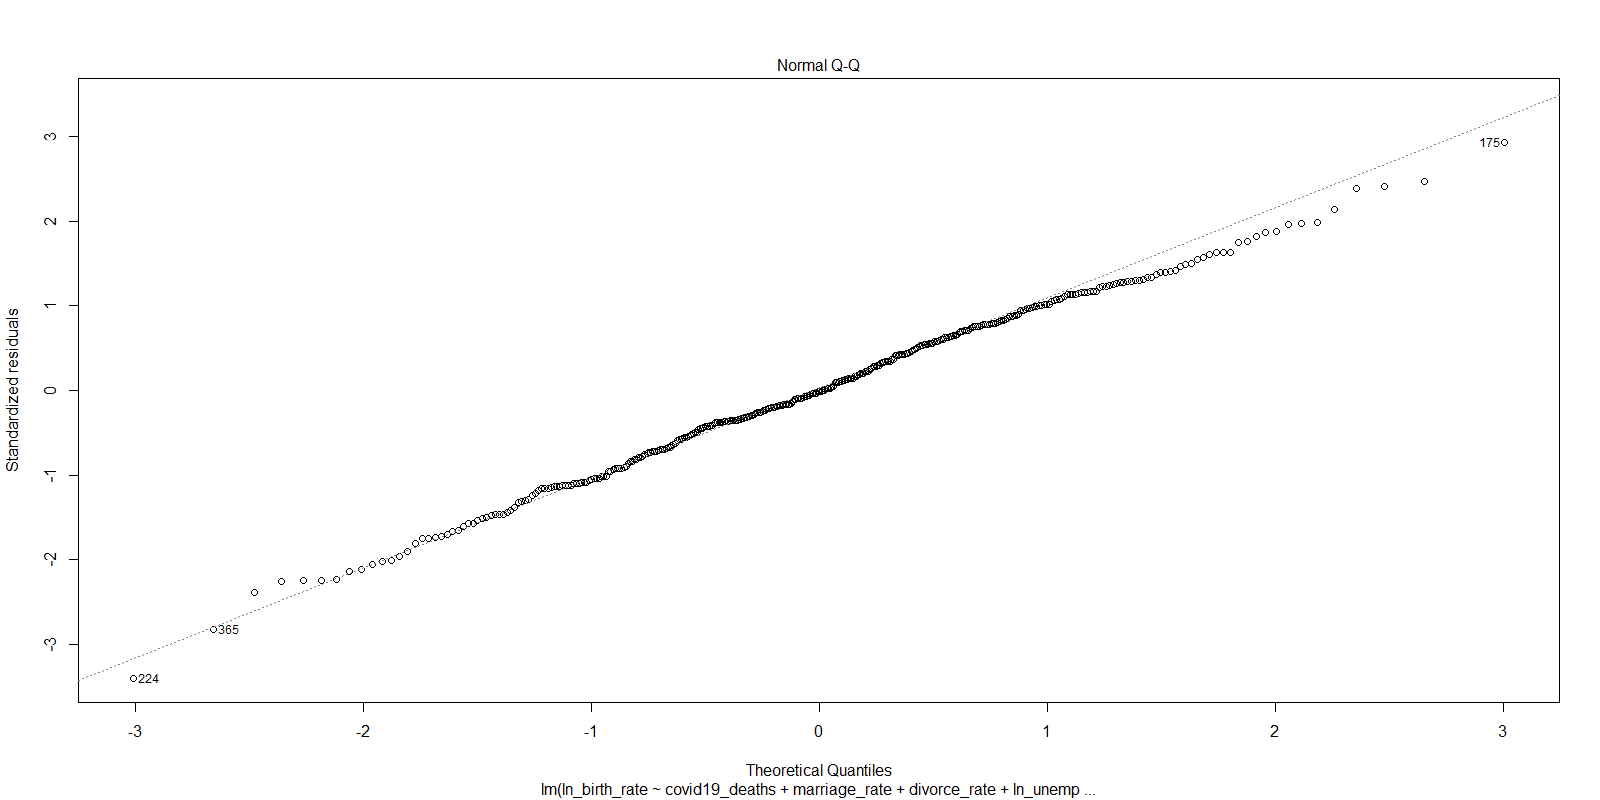 Normal Q-Q
Standardized residuals
3
2
1
0
-1
-2
-3
175
365
224
-3 -2 -1 0 1 2 3
Theoretical Quantiles
lm(ln_birth_rate ~ covid19_deaths + marriage_rate + divorce_rate + ln_unemp ...